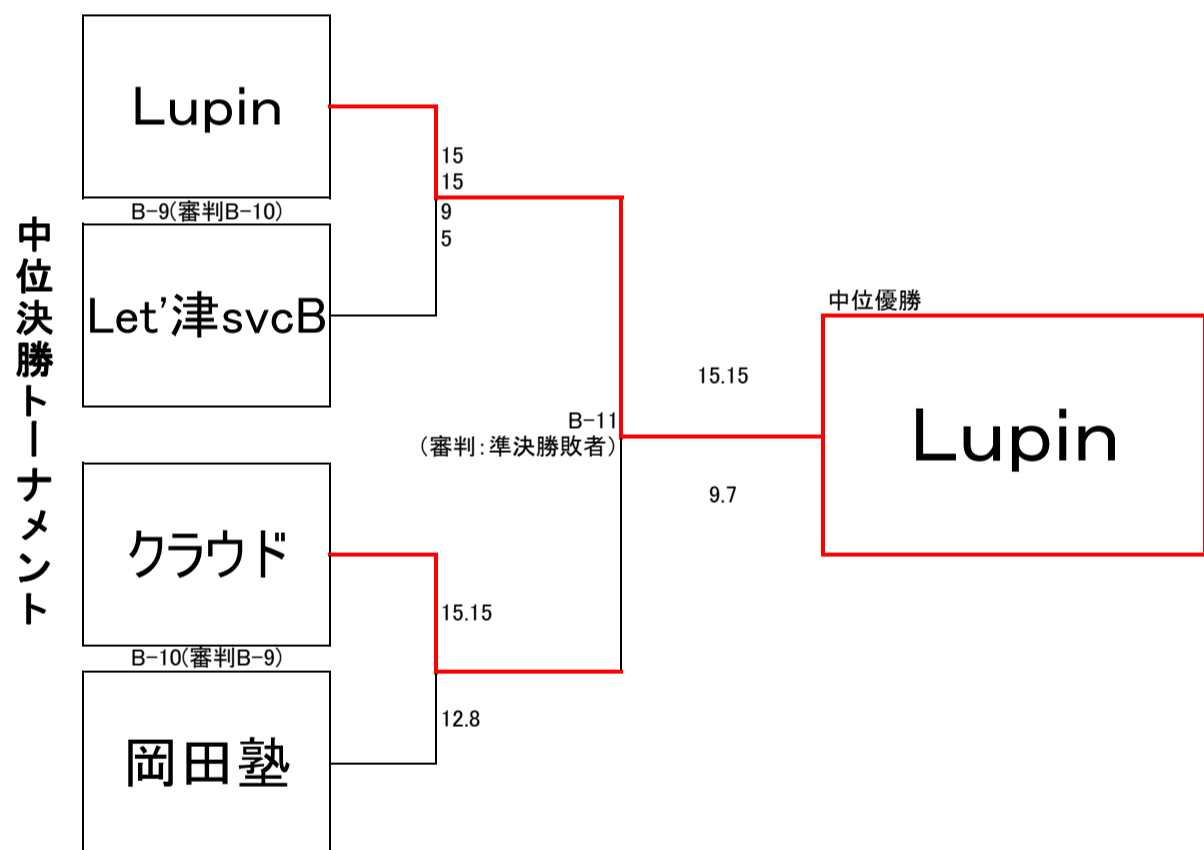 中位決勝トーナメント
Lupin
15
15
B-9(審判B-10)
9
5
Let'津svcB
中位優勝
15.15
Lupin
B-11
(審判:準決勝敗者)
9.7
クラウド
15.15
B-10(審判B-9)
12.8
岡田塾